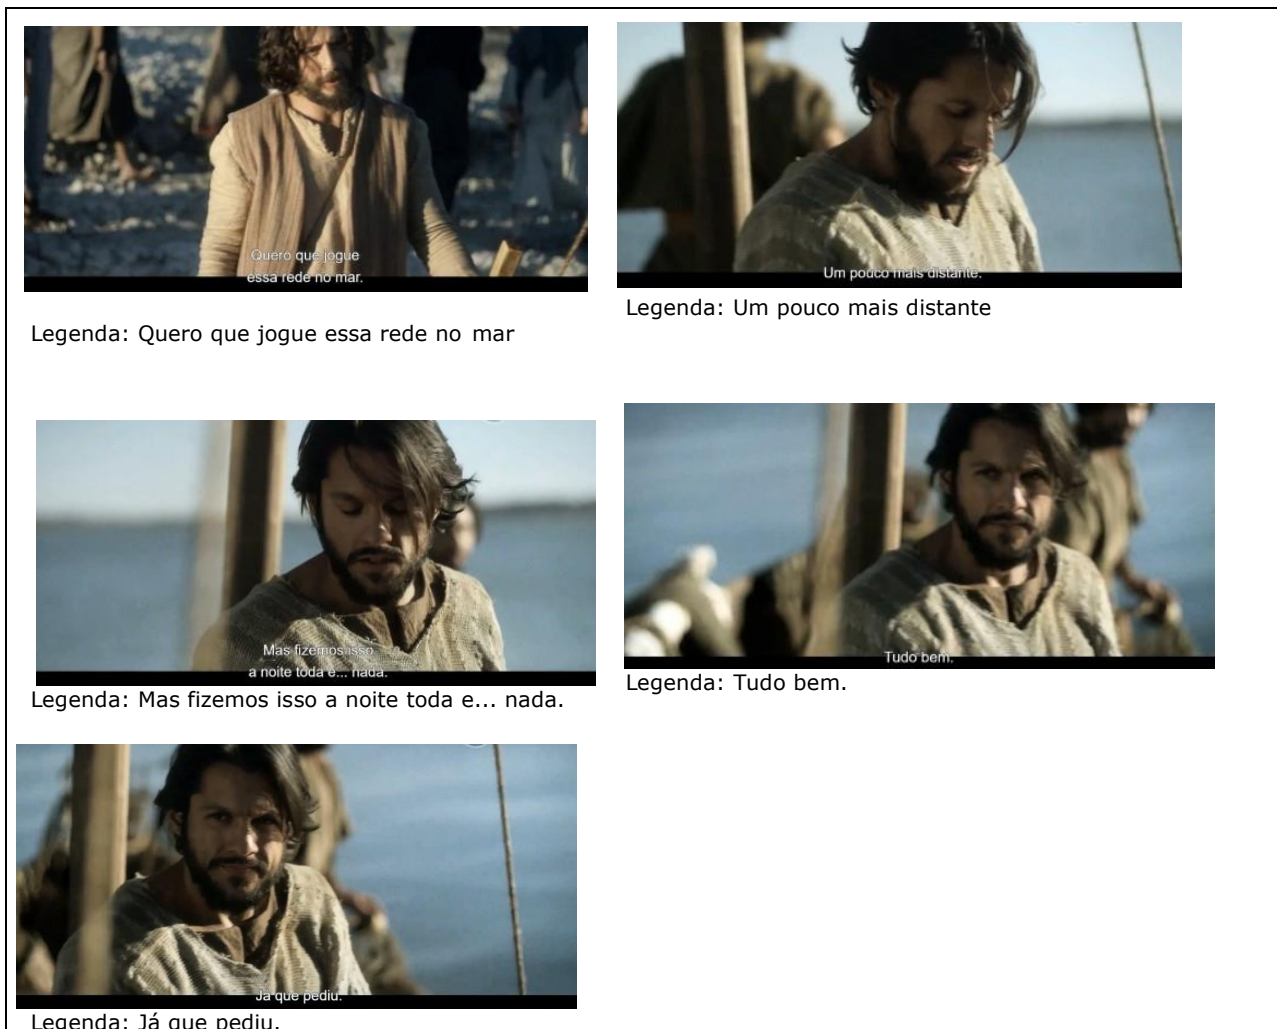 Quero que jogue
essa rede no mar.
Legenda: Quero que jogue essa rede no mar
Um pouco mais distante.
Legenda: Um pouco mais distante
Mas fizemos isso
a noite toda e... nada.
Legenda: Mas fizemos isso a noite toda e... nada.
Tudo bem.
Legenda: Tudo bem.
Já que pediu.
Legenda: Já que pediu.